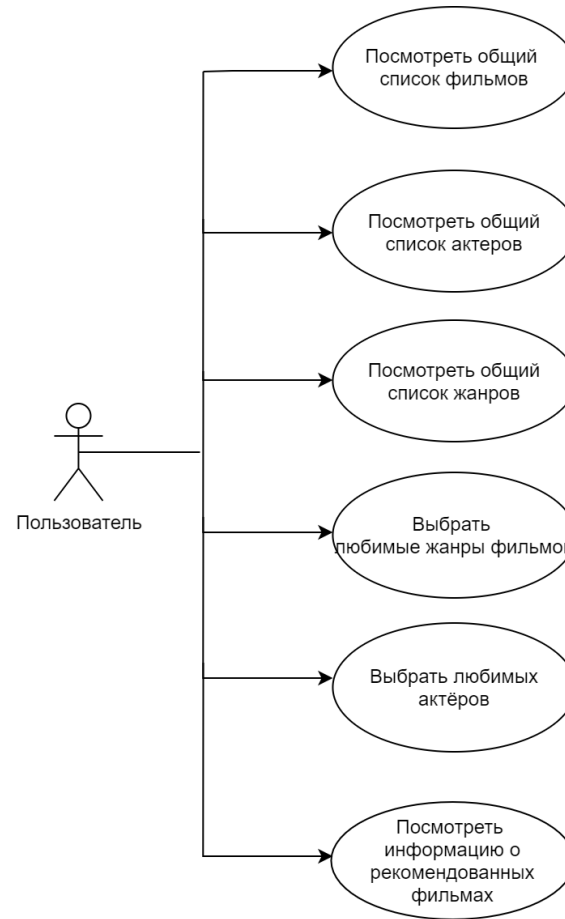 Посмотреть общий
список фильмов
Посмотреть общий
список актеров
Посмотреть общий
список жанров
Пользователь
Выбрать
любимые жанры фильмов
Выбрать любимых
актёров
Посмотреть
информацию о
рекомендованных
фильмах